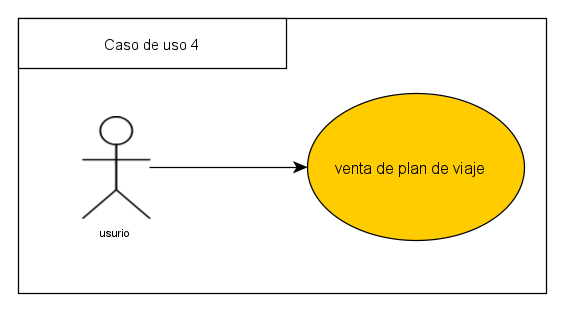 Caso de uso 4
venta de plan de viaje
usurio